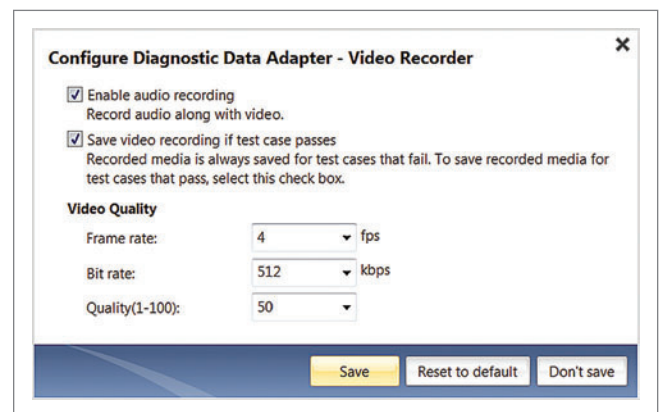 Configure Diagnostic Data Adapter - Video Recorder
Enable audio recording
Record audio along with video.
Save video recording if test case passes
Recorded media is always saved for test cases that fail. To save recorded media for
test cases that pass, select this check box.
Video Quality
Frame rate: 4 fps
Bit rate: 512 kbps
Quality(1-100): 50
Save Reset to default Don't save